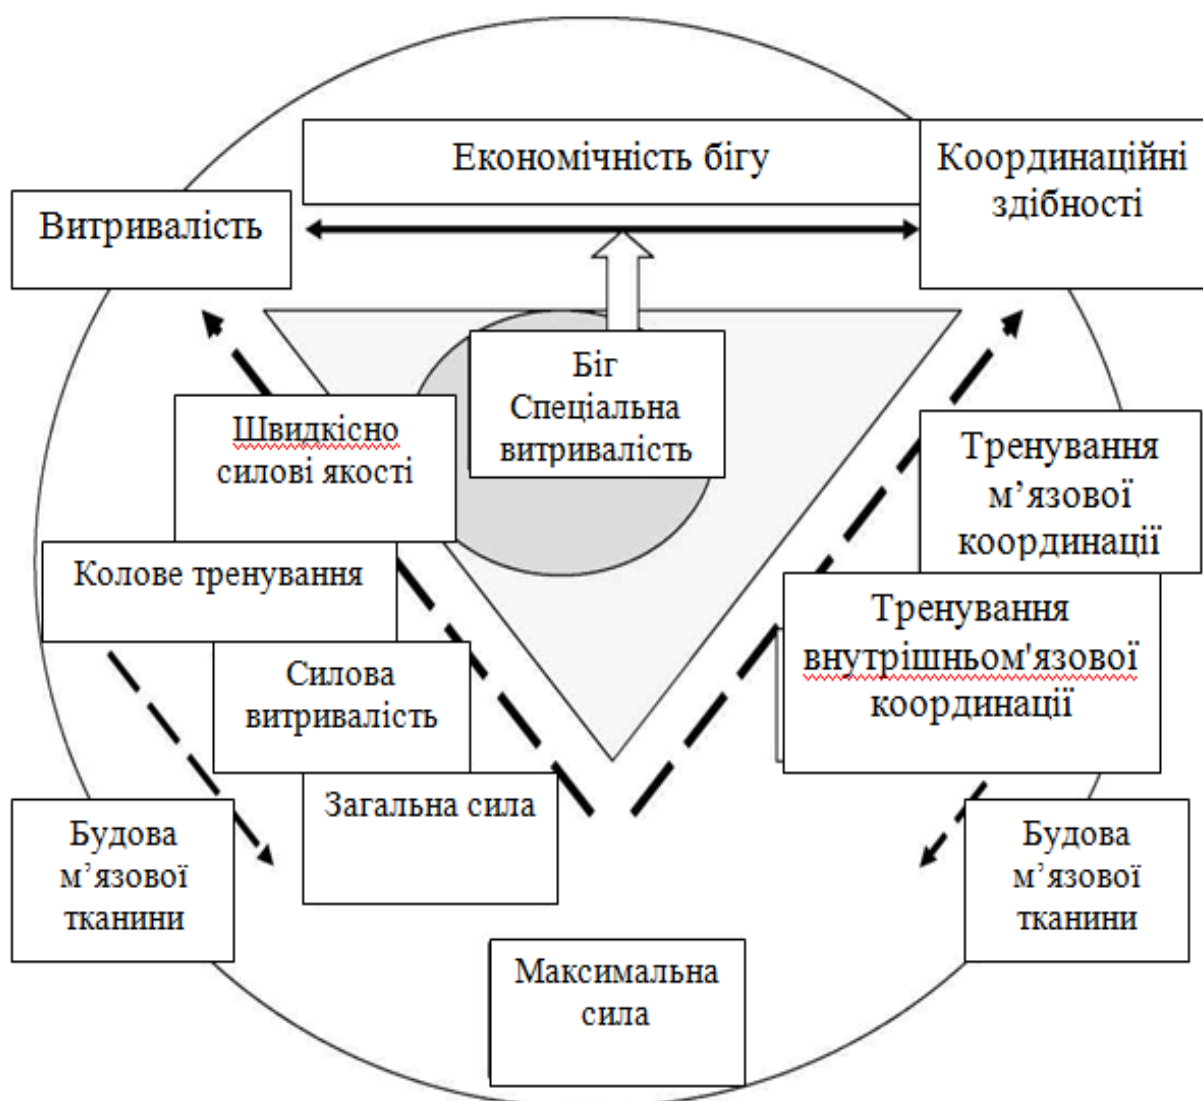 Економічність бігу
Координаційні
здібності
Витривалість
Біг
Спеціальна
витривалість
Швидкісно
силові якості
Тренування
м’язової
координації
Колове тренування
Тренування
внутрішньом'язової
координації
Силова
витривалість
Загальна сила
Будова
м’язової
тканини
Будова
м’язової
тканини
Максимальна
сила